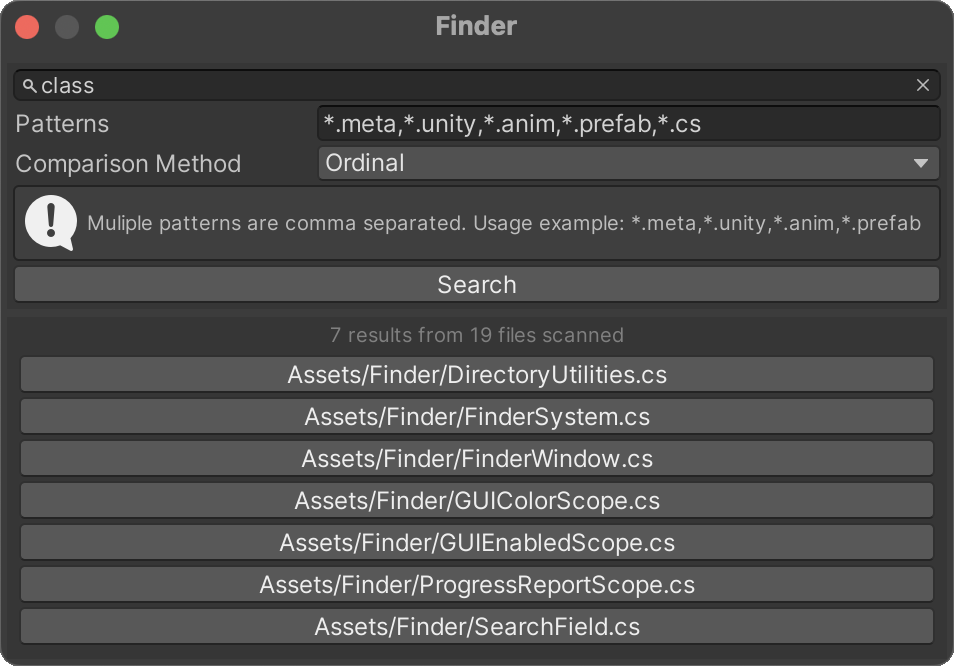 Finder
class
Patterns *.meta,*.unity,*.anim,*.prefab,*.cs
Comparison Method Ordinal
Muliple patterns are comma separated. Usage example: *.meta,*.unity,*.anim,*.prefab
Search
7 results from 19 files scanned
Assets/Finder/DirectoryUtilities.cs
Assets/Finder/FinderSystem.cs
Assets/Finder/FinderWindow.cs
Assets/Finder/GUIColorScope.cs
Assets/Finder/GUIEnabledScope.cs
Assets/Finder/ProgressReportScope.cs
Assets/Finder/SearchField.cs